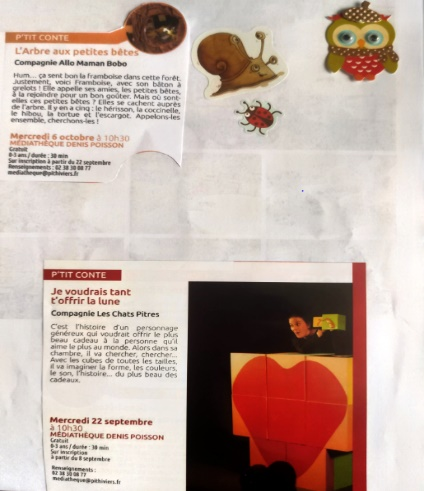 P'TIT CONTE
L'Arbre aux petites bêtes
Compagnie Allo Maman Bobo
Hum... ça sent bon la framboise dans cette forêt.
Justement, voici Framboise, avec son bâton à
grelots ! Elle appelle ses amies, les petites bêtes,
à la rejoindre pour un bon goûter. Mais où sont-
elles ces petites bêtes ? Elles se cachent auprès
de l'arbre. Il y en a cinq : le hérisson, la coccinelle,
le hibou, la tortue et l'escargot. Appelons-les
ensemble, cherchons-les !
Mercredi 6 octobre à 10h30
MÉDIATHÈQUE DENIS POISSON
Gratuit
0-3 ans / durée : 30 min
Sur inscription à partir du 22 septembre
Renseignements : 02 38 30 08 77
mediatheque@pithiviers.fr
P'TIT CONTE
Je voudrais tant
t'offrir la lune
Compagnie Les Chats Pitres
C'est l'histoire d'un personnage
généreux qui voudrait offrir le plus
beau cadeau à la personne qu'il
aime le plus au monde. Alors dans sa
chambre, il va chercher, chercher...
Avec les cubes de toutes les tailles,
il va imaginer la forme, les couleurs,
le son, l'histoire... du plus beau des
cadeaux.
Mercredi 22 septembre
à 10h30
MÉDIATHÈQUE DENIS POISSON
Gratuit
0-3 ans / durée : 30 min
Sur inscription
à partir du 8 septembre
Renseignements :
02 38 30 08 77
mediatheque@pithiviers.fr